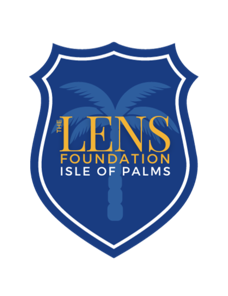 THE
LENS
FOUNDATION
ISLE OF PALMS